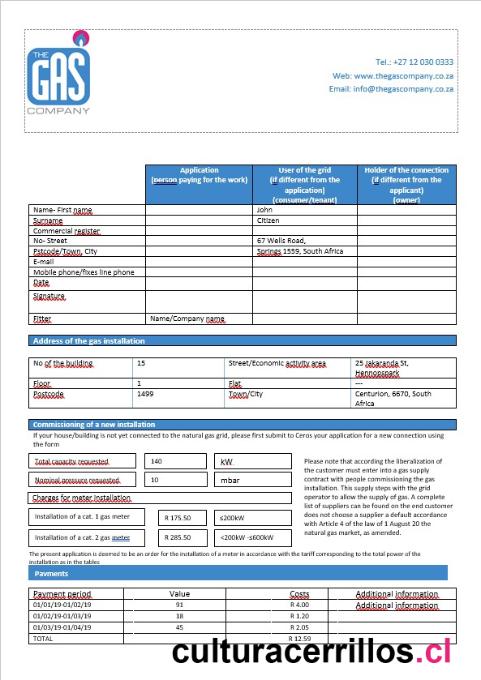 THE
GAS
COMPANY
Tel.: +27 12 030 0333
Web: www.thegascompany.co.za
Email: info@thegascompany.co.za
Application User of the grid Holder of the connection
(person paying for the work) (if different from the (if different from the
application) applicant)
(consumer/tenant) (owner)
Name- First name John
Surname Citizen
Commercial register
No- Street 67 Wells Road,
Pstcode/Town, City Springs 1559, South Africa
E-mail
Mobile phone/fixes line phone
Date
Signature
Fitter Name/Company name
Address of the gas installation
No of the building 15 Street/Economic activity area 25 Jakaranda St,
Hennopspark
Floor 1 Flat ---
Postcode 1499 Town/City Centurion, 6670, South
Africa
Commissioning of a new installation
If your house/building is not yet connected to the natural gas grid, please first submit to Ceros your application for a new connection using
the form
Total capacity requested 140 kW
Nominal pressure requested 10 mbar
Charges for meter installation
Installation of a cat. 1 gas meter R 175.50 ≤200kW
Installation of a cat. 2 gas meter R 285.50 <200kW -≤600kW
Please note that according the liberalization of
the customer must enter into a gas supply
contract with people commissioning the gas
installation. This supply steps with the grid
operator to allow the supply of gas. A complete
list of suppliers can be found on the end customer
does not choose a supplier a default accordance
with Article 4 of the law of 1 August 20 the
natural gas market, as amended.
The present application is deemed to be an order for the installation of a meter in accordance with the tariff corresponding to the total power of the
installation as in the tables
Payments
Payment period Value Costs Additional information
01/01/19-01/02/19 91 R 4.00 Additional information
01/02/19-01/03/19 18 R 1.20
01/03/19-01/04/19 45 R 2.05
TOTAL R 12.59
culturacerrillos.cl